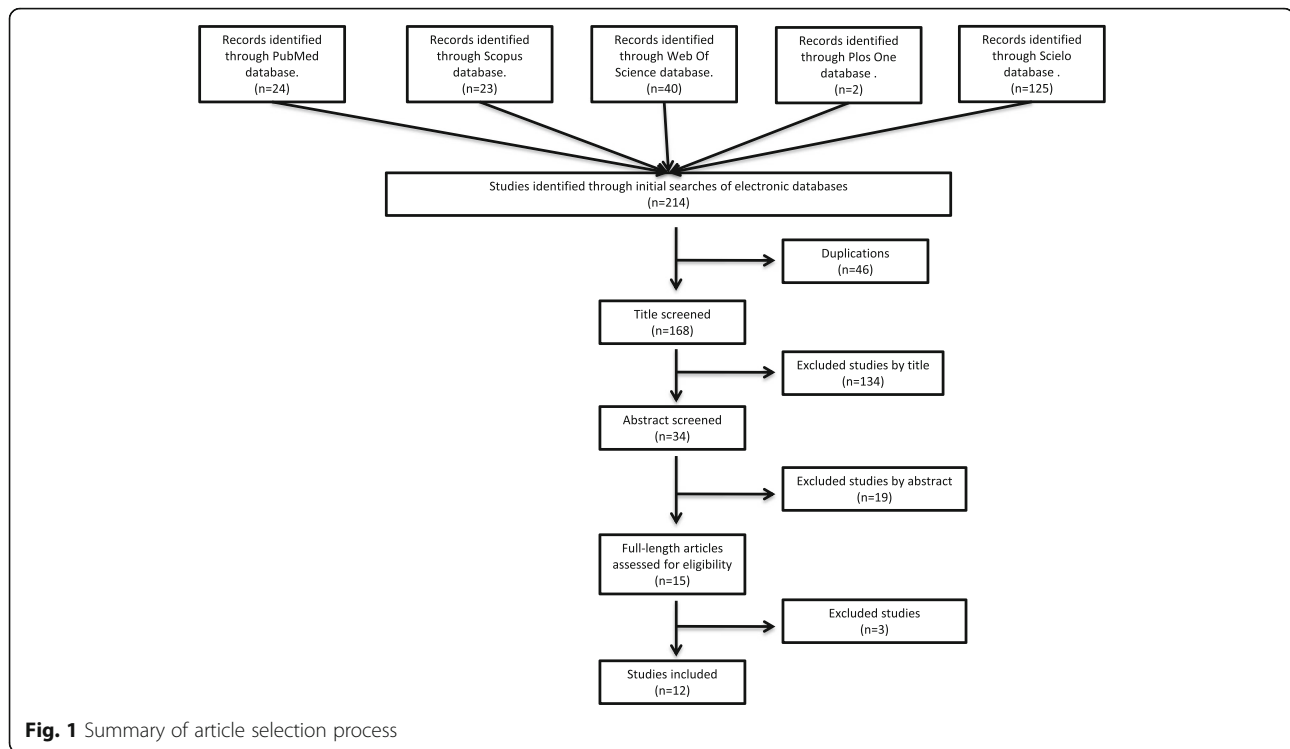 Records identified
through PubMed
database.
(n=24)
Records identified
through Scopus
database.
(n=23)
Records identified
through Web Of
Science database.
(n=40)
Records identified
through Plos One
database .
(n=2)
Records identified
through Scielo
database .
(n=125)
Studies identified through initial searches of electronic databases
(n=214)
Duplications
(n=46)
Title screened
(n=168)
Excluded studies by title
(n=134)
Abstract screened
(n=34)
Excluded studies by abstract
(n=19)
Full-length articles
assessed for eligibility
(n=15)
Excluded studies
(n=3)
Studies included
(n=12)
Fig. 1 Summary of article selection process